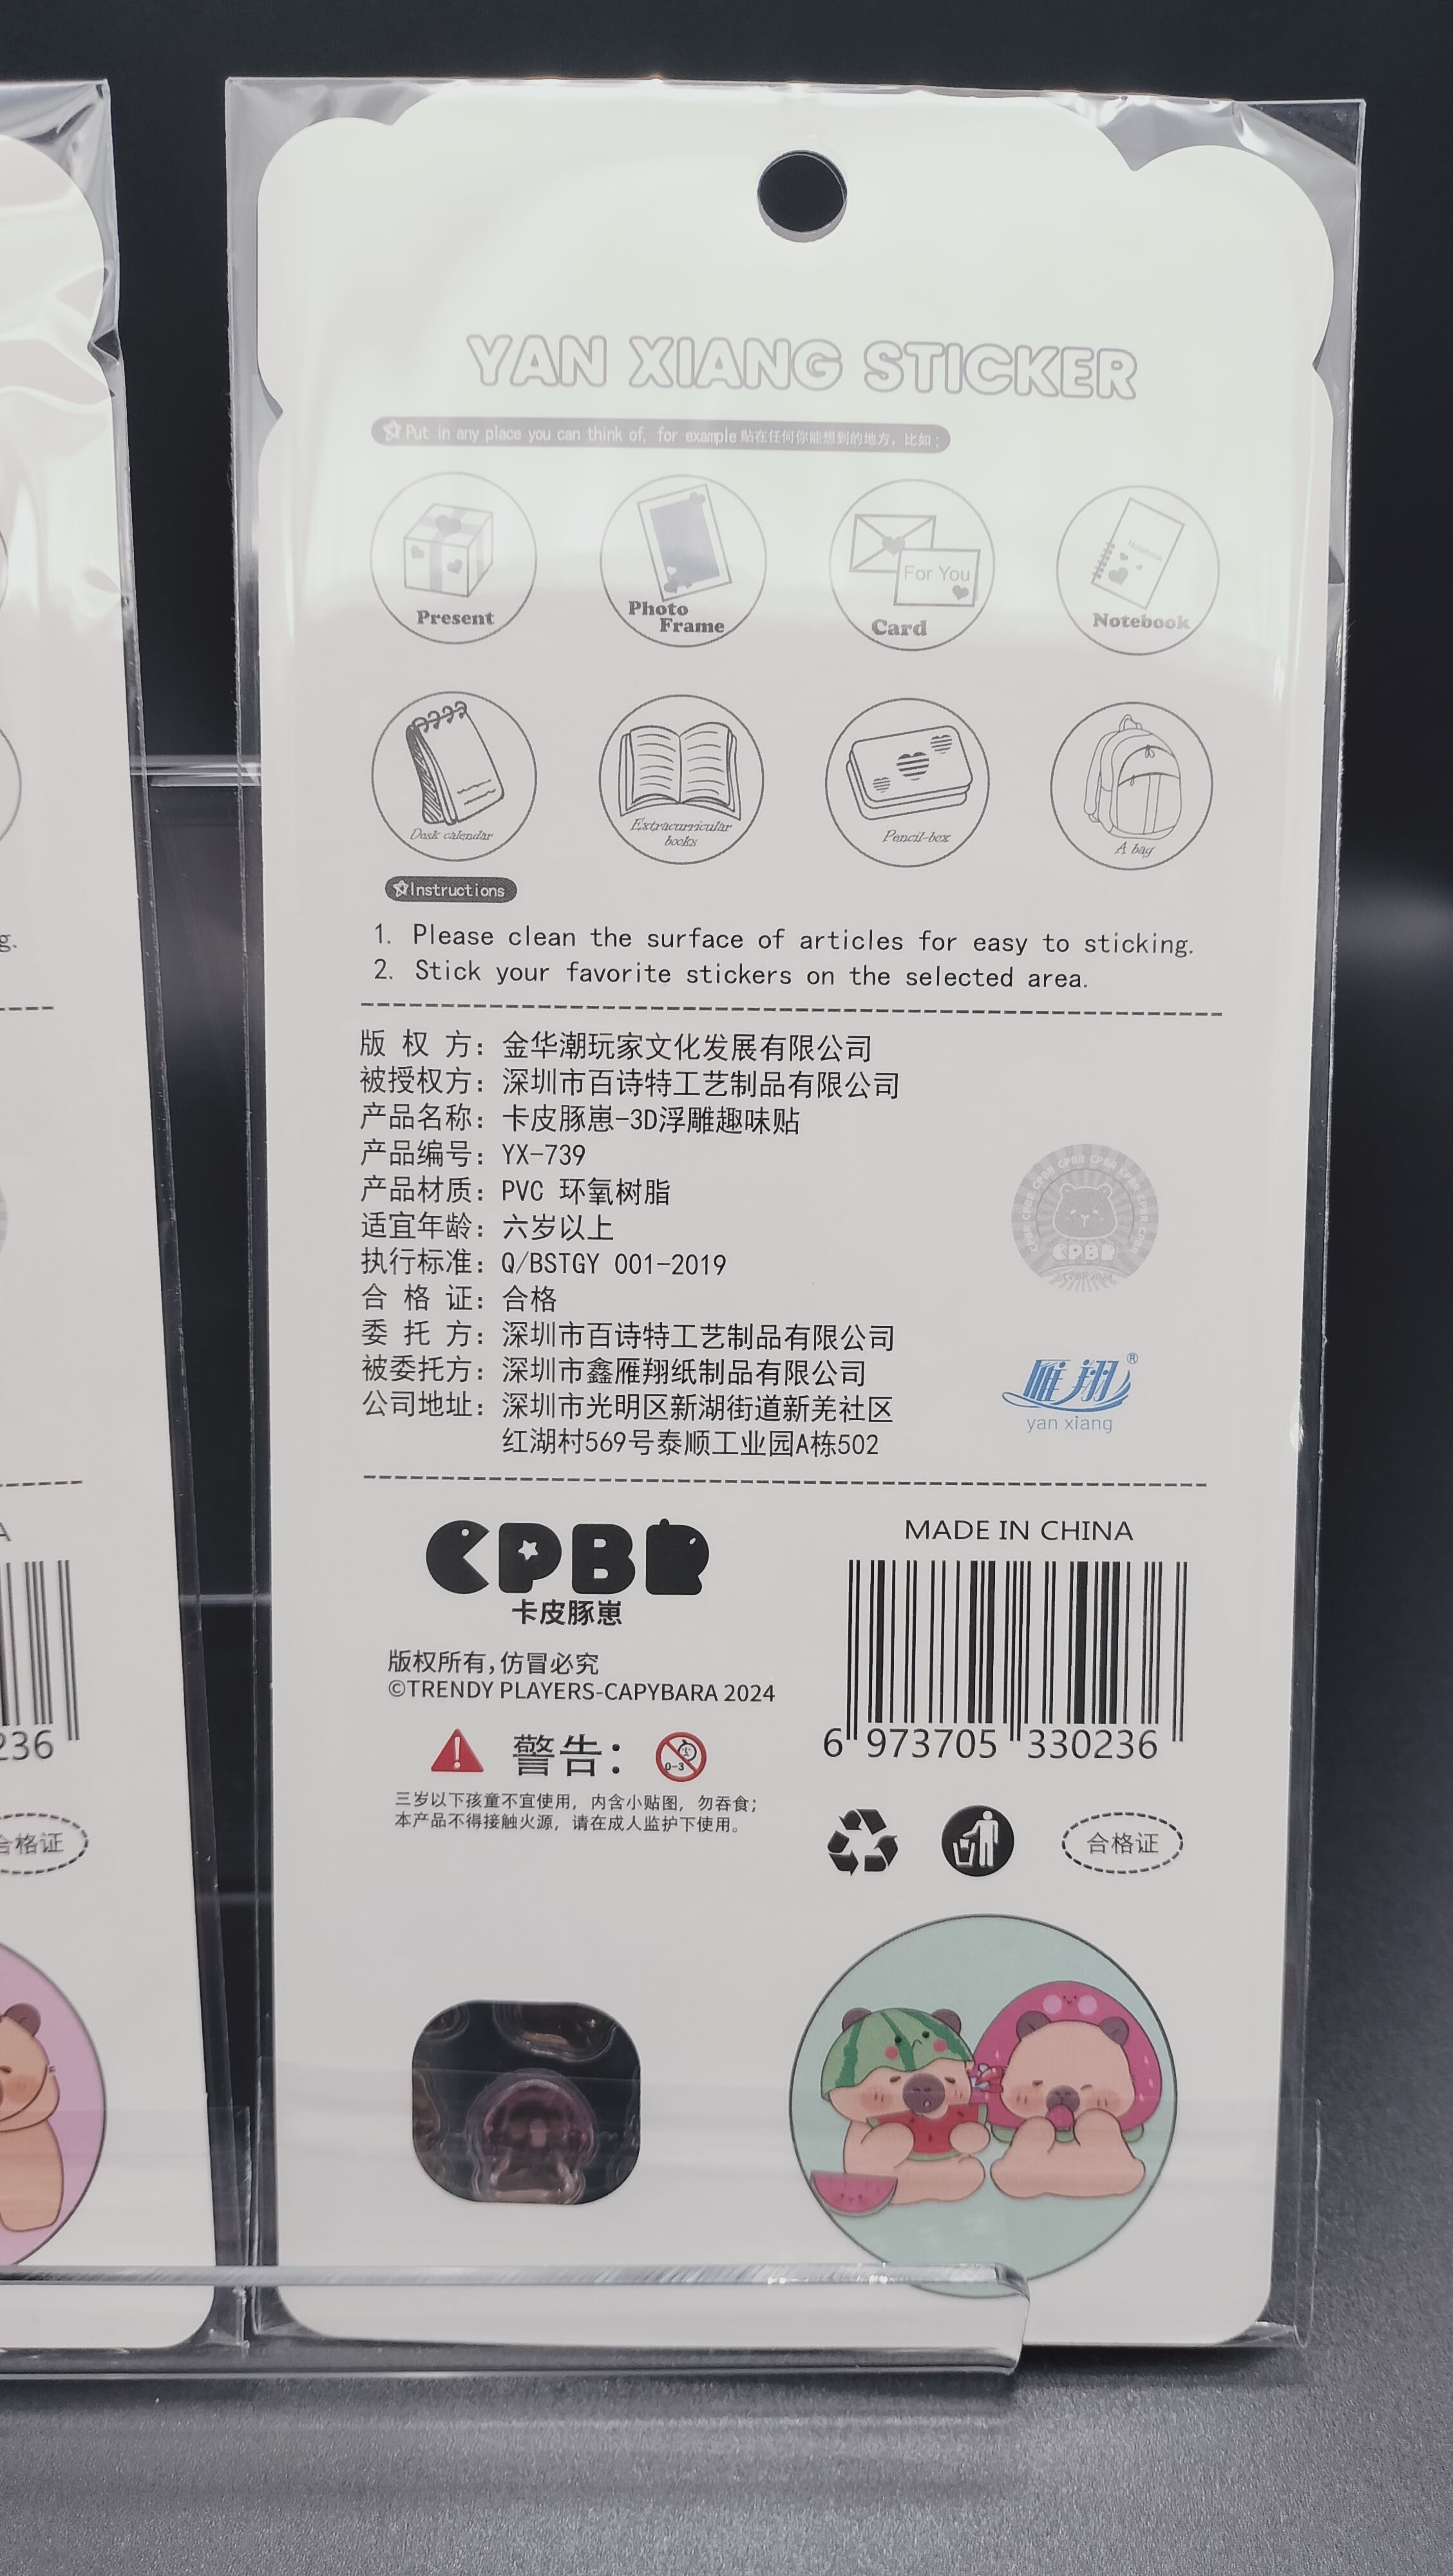 YAN XIANG STICKER
Put in any place you can think of, for example 貼在任何你能想到的地方，比如：
Present
Photo Frame
For You
Card
Notebook
Notebook
Desk calendar
Extracurricular books
Pencil-box
A bag
Instructions
1. Please clean the surface of articles for easy to sticking.
2. Stick your favorite stickers on the selected area.
版 权 方：金华潮玩家文化发展有限公司
被授权方：深圳市百诗特工艺制品有限公司
产品名称：卡皮豚崽-3D浮雕趣味贴
产品编号：YX-739
产品材质：PVC 环氧树脂
适宜年龄：六岁以上
执行标准：Q/BSTGY 001-2019
合 格 证：合格
委 托 方：深圳市百诗特工艺制品有限公司
被委托方：深圳市鑫雁翔纸制品有限公司
公司地址：深圳市光明区新湖街道新羌社区
红湖村569号泰顺工业园A栋502
CPBR
雁翔®
yan xiang
CPBR
卡皮豚崽
版权所有,仿冒必究
©TRENDY PLAYERS-CAPYBARA 2024
警告：
0-3
三岁以下孩童不宜使用，内含小贴图，勿吞食；
本产品不得接触火源，请在成人监护下使用。
MADE IN CHINA
6 973705 330236
合格证
g.
A
236
合格证